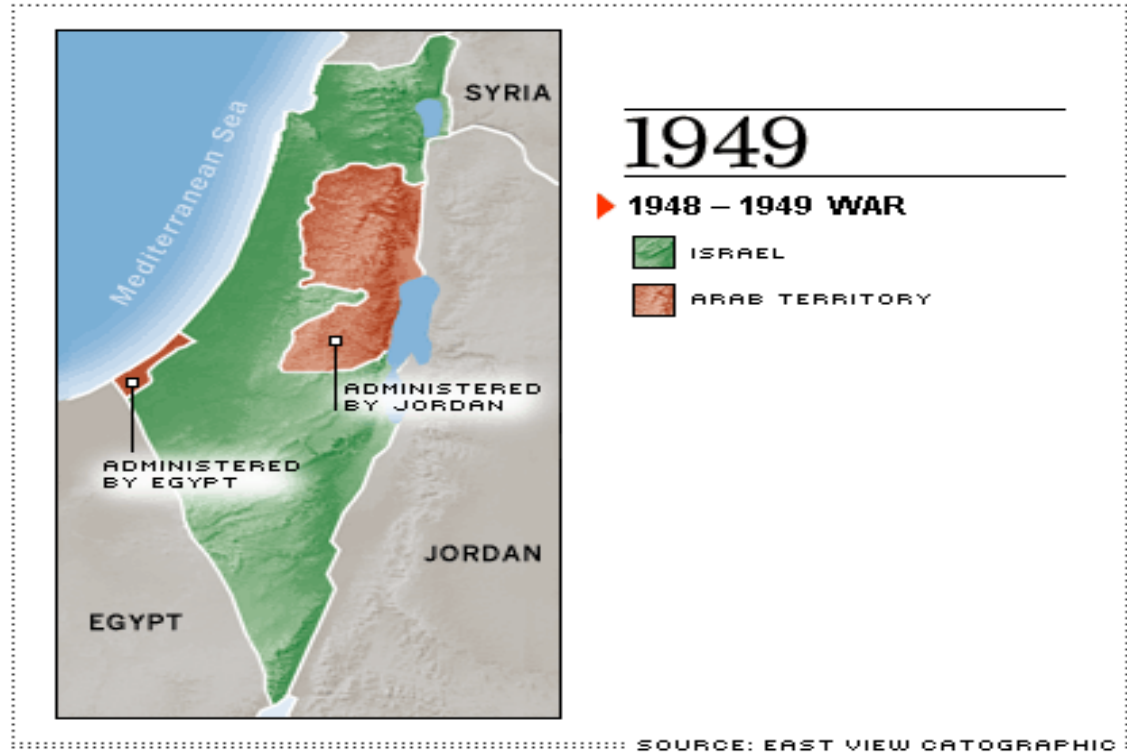 SYRIA
Mediterranean Sea
ADMINISTERED
BY JORDAN
ADMINISTERED
BY EGYPT
JORDAN
EGYPT
1949
1948 – 1949 WAR
ISRAEL
ARAB TERRITORY
SOURCE: EAST VIEW CATOGRAPHIC